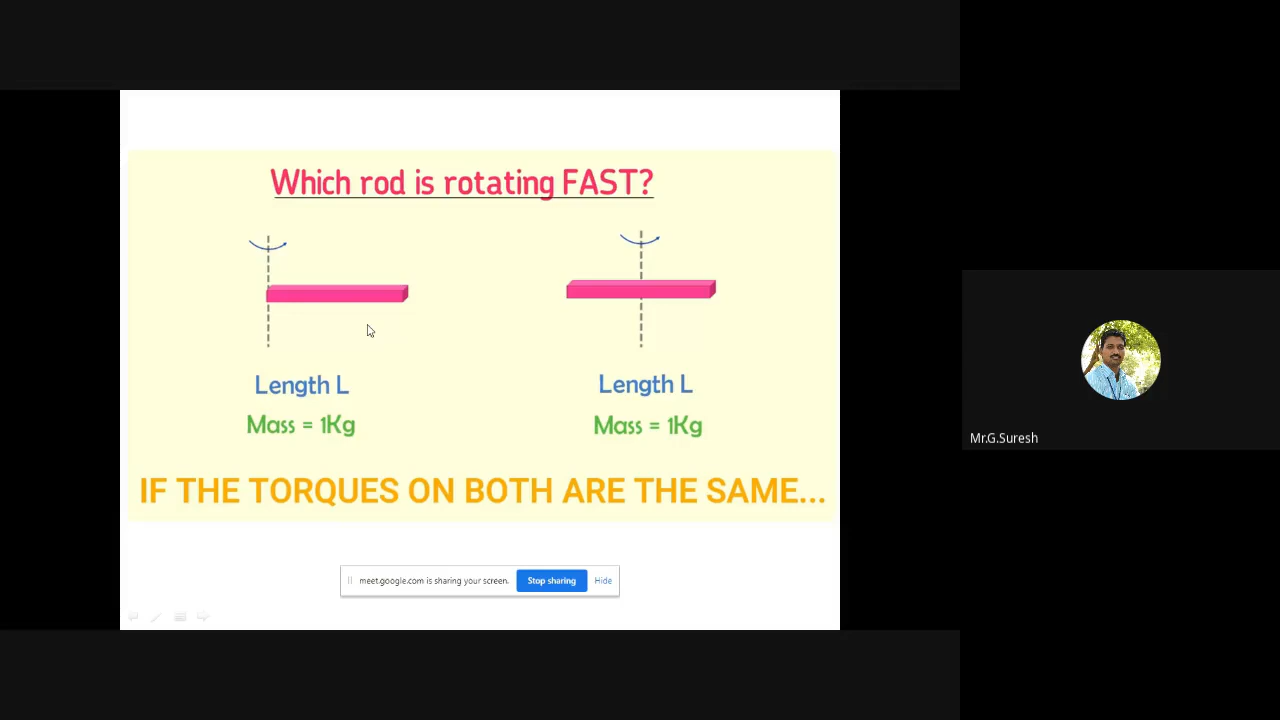 Which rod is rotating FAST?
Length L
Mass = 1Kg
Length L
Mass = 1Kg
IF THE TORQUES ON BOTH ARE THE SAME...
meet.google.com is sharing your screen. Stop sharing Hide
Mr.G.Suresh